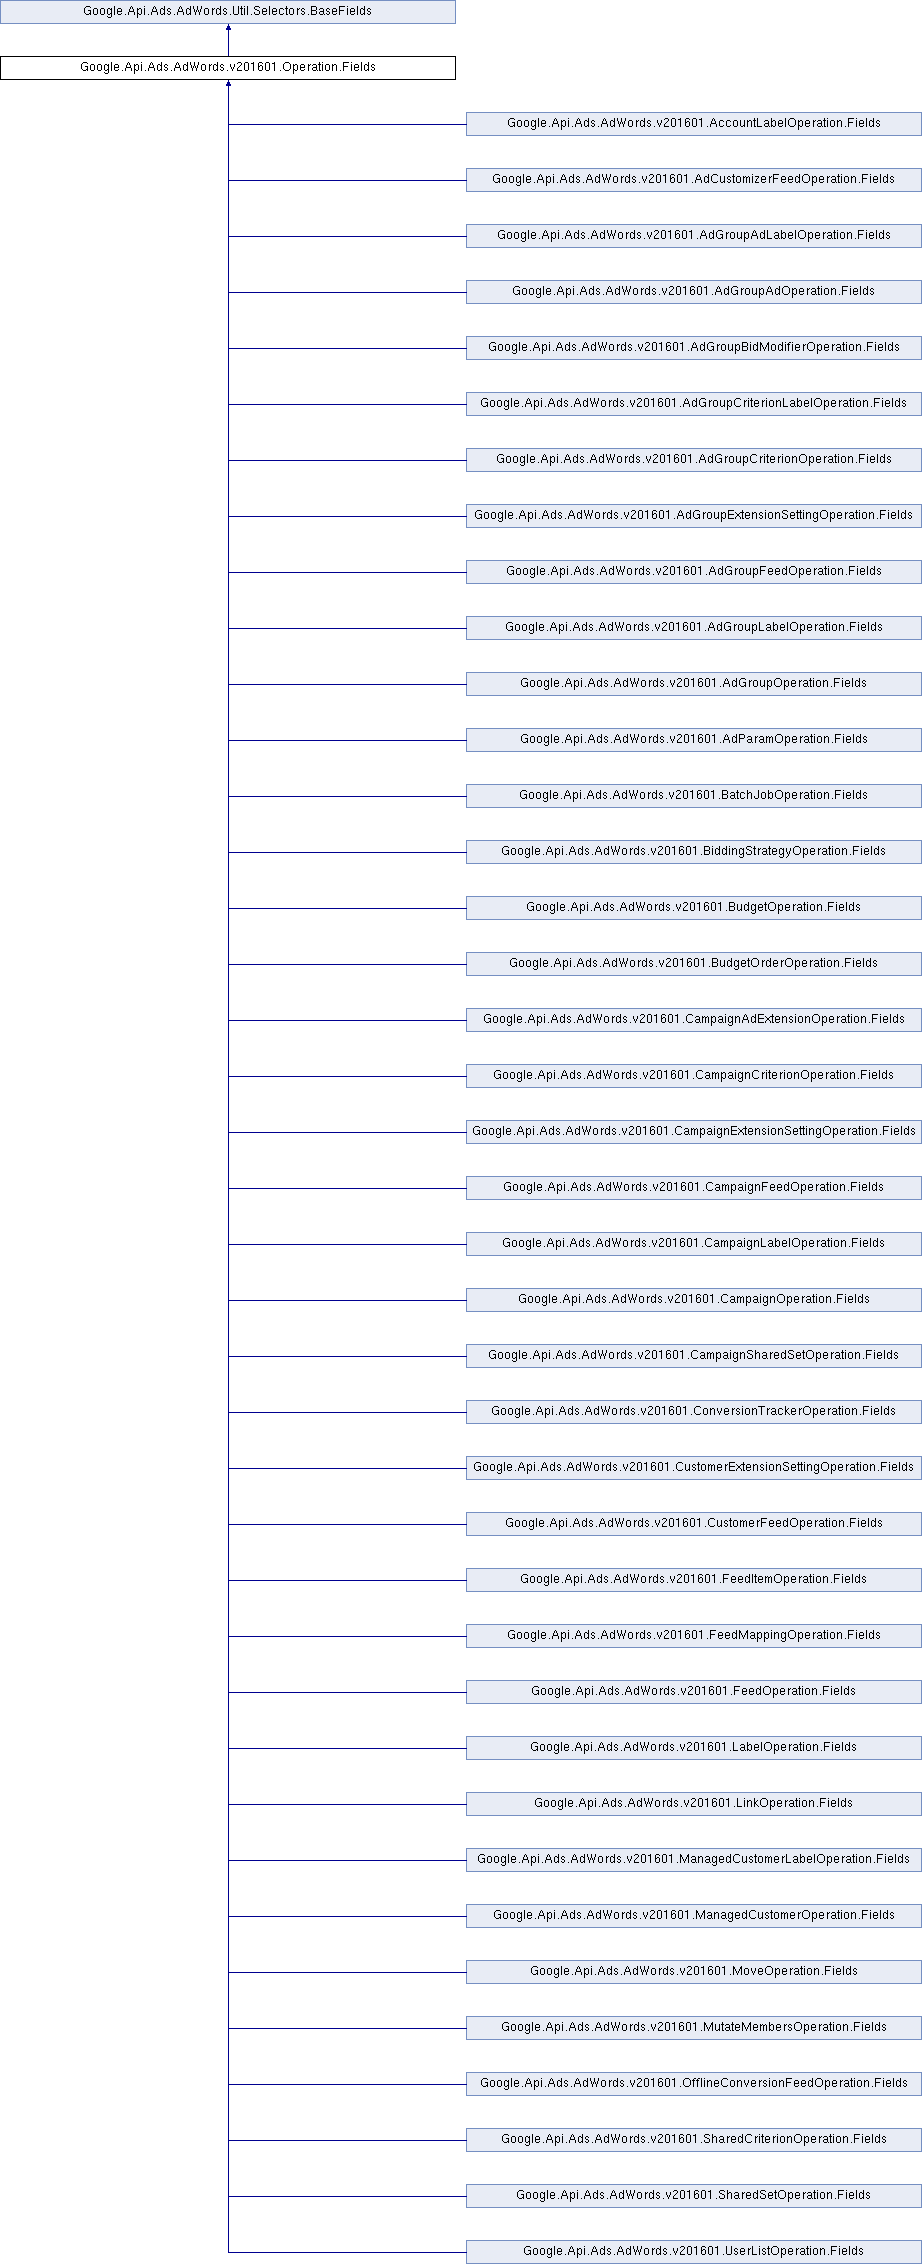 Google.Api.Ads.AdWords.Util.Selectors.BaseFields
Google.Api.Ads.AdWords.v201601.Operation.Fields
Google.Api.Ads.AdWords.v201601.AccountLabelOperation.Fields
Google.Api.Ads.AdWords.v201601.AdCustomizerFeedOperation.Fields
Google.Api.Ads.AdWords.v201601.AdGroupAdLabelOperation.Fields
Google.Api.Ads.AdWords.v201601.AdGroupAdOperation.Fields
Google.Api.Ads.AdWords.v201601.AdGroupBidModifierOperation.Fields
Google.Api.Ads.AdWords.v201601.AdGroupCriterionLabelOperation.Fields
Google.Api.Ads.AdWords.v201601.AdGroupCriterionOperation.Fields
Google.Api.Ads.AdWords.v201601.AdGroupExtensionSettingOperation.Fields
Google.Api.Ads.AdWords.v201601.AdGroupFeedOperation.Fields
Google.Api.Ads.AdWords.v201601.AdGroupLabelOperation.Fields
Google.Api.Ads.AdWords.v201601.AdGroupOperation.Fields
Google.Api.Ads.AdWords.v201601.AdParamOperation.Fields
Google.Api.Ads.AdWords.v201601.BatchJobOperation.Fields
Google.Api.Ads.AdWords.v201601.BiddingStrategyOperation.Fields
Google.Api.Ads.AdWords.v201601.BudgetOperation.Fields
Google.Api.Ads.AdWords.v201601.BudgetOrderOperation.Fields
Google.Api.Ads.AdWords.v201601.CampaignAdExtensionOperation.Fields
Google.Api.Ads.AdWords.v201601.CampaignCriterionOperation.Fields
Google.Api.Ads.AdWords.v201601.CampaignExtensionSettingOperation.Fields
Google.Api.Ads.AdWords.v201601.CampaignFeedOperation.Fields
Google.Api.Ads.AdWords.v201601.CampaignLabelOperation.Fields
Google.Api.Ads.AdWords.v201601.CampaignOperation.Fields
Google.Api.Ads.AdWords.v201601.CampaignSharedSetOperation.Fields
Google.Api.Ads.AdWords.v201601.ConversionTrackerOperation.Fields
Google.Api.Ads.AdWords.v201601.CustomerExtensionSettingOperation.Fields
Google.Api.Ads.AdWords.v201601.CustomerFeedOperation.Fields
Google.Api.Ads.AdWords.v201601.FeedItemOperation.Fields
Google.Api.Ads.AdWords.v201601.FeedMappingOperation.Fields
Google.Api.Ads.AdWords.v201601.FeedOperation.Fields
Google.Api.Ads.AdWords.v201601.LabelOperation.Fields
Google.Api.Ads.AdWords.v201601.LinkOperation.Fields
Google.Api.Ads.AdWords.v201601.ManagedCustomerLabelOperation.Fields
Google.Api.Ads.AdWords.v201601.ManagedCustomerOperation.Fields
Google.Api.Ads.AdWords.v201601.MoveOperation.Fields
Google.Api.Ads.AdWords.v201601.MutateMembersOperation.Fields
Google.Api.Ads.AdWords.v201601.OfflineConversionFeedOperation.Fields
Google.Api.Ads.AdWords.v201601.SharedCriterionOperation.Fields
Google.Api.Ads.AdWords.v201601.SharedSetOperation.Fields
Google.Api.Ads.AdWords.v201601.UserListOperation.Fields